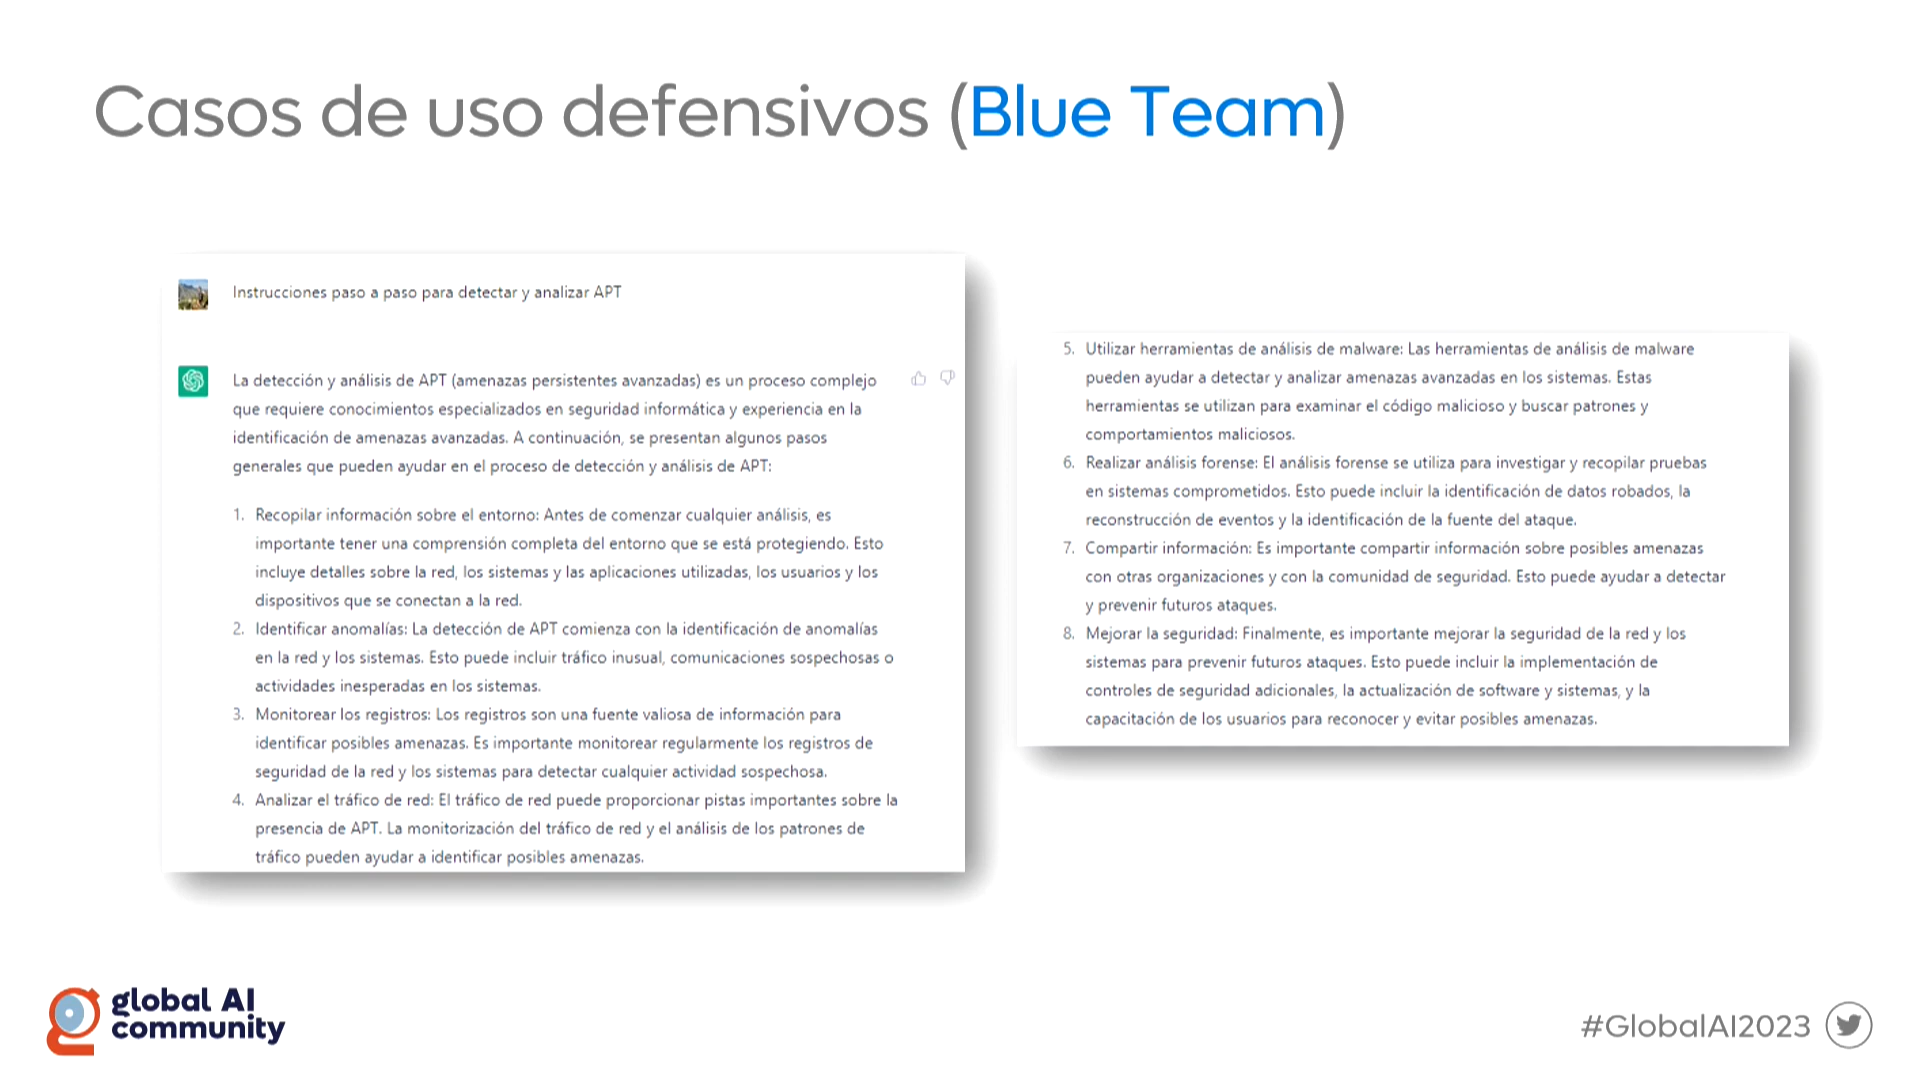 Casos de uso defensivos (Blue Team)
Instrucciones paso a paso para detectar y analizar APT
La detección y análisis de APT (amenazas persistentes avanzadas) es un proceso complejo
que requiere conocimientos especializados en seguridad informática y experiencia en la
identificación de amenazas avanzadas. A continuación, se presentan algunos pasos
generales que pueden ayudar en el proceso de detección y análisis de APT:
1. Recopilar información sobre el entorno: Antes de comenzar cualquier análisis, es
importante tener una comprensión completa del entorno que se está protegiendo. Esto
incluye detalles sobre la red, los sistemas y las aplicaciones utilizadas, los usuarios y los
dispositivos que se conectan a la red.
2. Identificar anomalías: La detección de APT comienza con la identificación de anomalías
en la red y los sistemas. Esto puede incluir tráfico inusual, comunicaciones sospechosas o
actividades inesperadas en los sistemas.
3. Monitorear los registros: Los registros son una fuente valiosa de información para
identificar posibles amenazas. Es importante monitorear regularmente los registros de
seguridad de la red y los sistemas para detectar cualquier actividad sospechosa.
4. Analizar el tráfico de red: El tráfico de red puede proporcionar pistas importantes sobre la
presencia de APT. La monitorización del tráfico de red y el análisis de los patrones de
tráfico pueden ayudar a identificar posibles amenazas.
5. Utilizar herramientas de análisis de malware: Las herramientas de análisis de malware
pueden ayudar a detectar y analizar amenazas avanzadas en los sistemas. Estas
herramientas se utilizan para examinar el código malicioso y buscar patrones y
comportamientos maliciosos.
6. Realizar análisis forense: El análisis forense se utiliza para investigar y recopilar pruebas
en sistemas comprometidos. Esto puede incluir la identificación de datos robados, la
reconstrucción de eventos y la identificación de la fuente del ataque.
7. Compartir información: Es importante compartir información sobre posibles amenazas
con otras organizaciones y con la comunidad de seguridad. Esto puede ayudar a detectar
y prevenir futuros ataques.
8. Mejorar la seguridad: Finalmente, es importante mejorar la seguridad de la red y los
sistemas para prevenir futuros ataques. Esto puede incluir la implementación de
controles de seguridad adicionales, la actualización de software y sistemas, y la
capacitación de los usuarios para reconocer y evitar posibles amenazas.
global AI
community
#GlobalAI2023